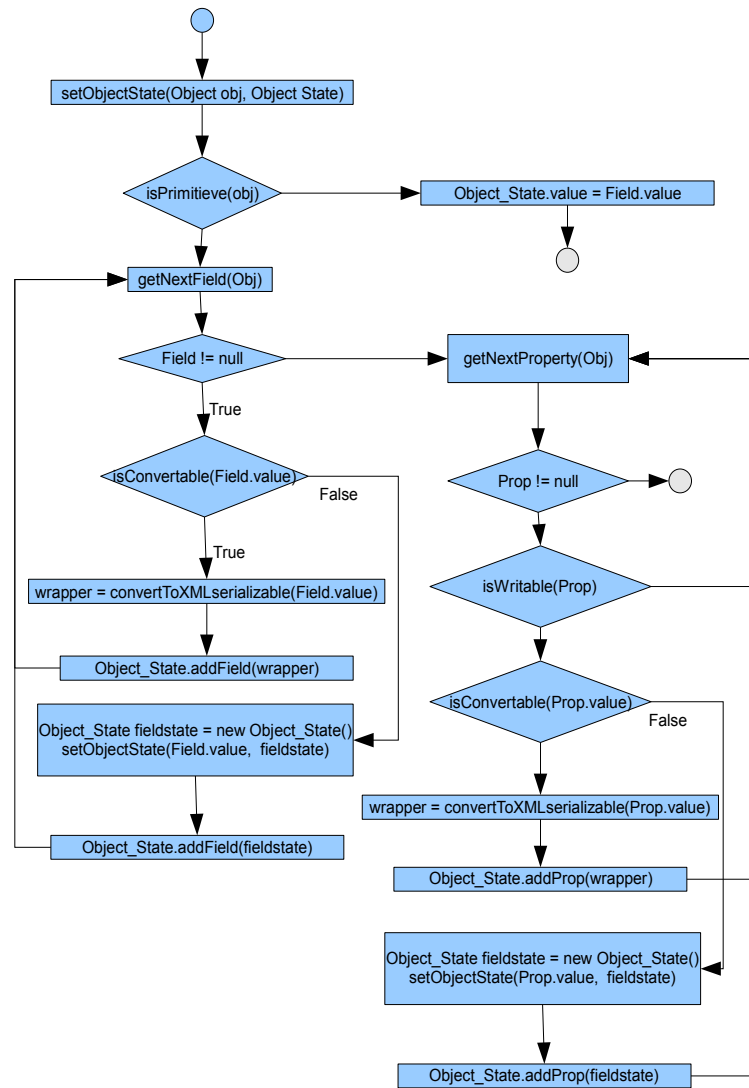 setObjectState(Object obj, Object State)
isPrimitieve(obj)
Object_State.value = Field.value
getNextField(Obj)
Field != null
getNextProperty(Obj)
True
isConvertable(Field.value)
False
Prop != null
True
wrapper = convertToXMLserializable(Field.value)
isWritable(Prop)
Object_State.addField(wrapper)
isConvertable(Prop.value)
False
Object_State fieldstate = new Object_State()
setObjectState(Field.value, fieldstate)
wrapper = convertToXMLserializable(Prop.value)
Object_State.addField(fieldstate)
Object_State.addProp(wrapper)
Object_State fieldstate = new Object_State()
setObjectState(Prop.value, fieldstate)
Object_State.addProp(fieldstate)